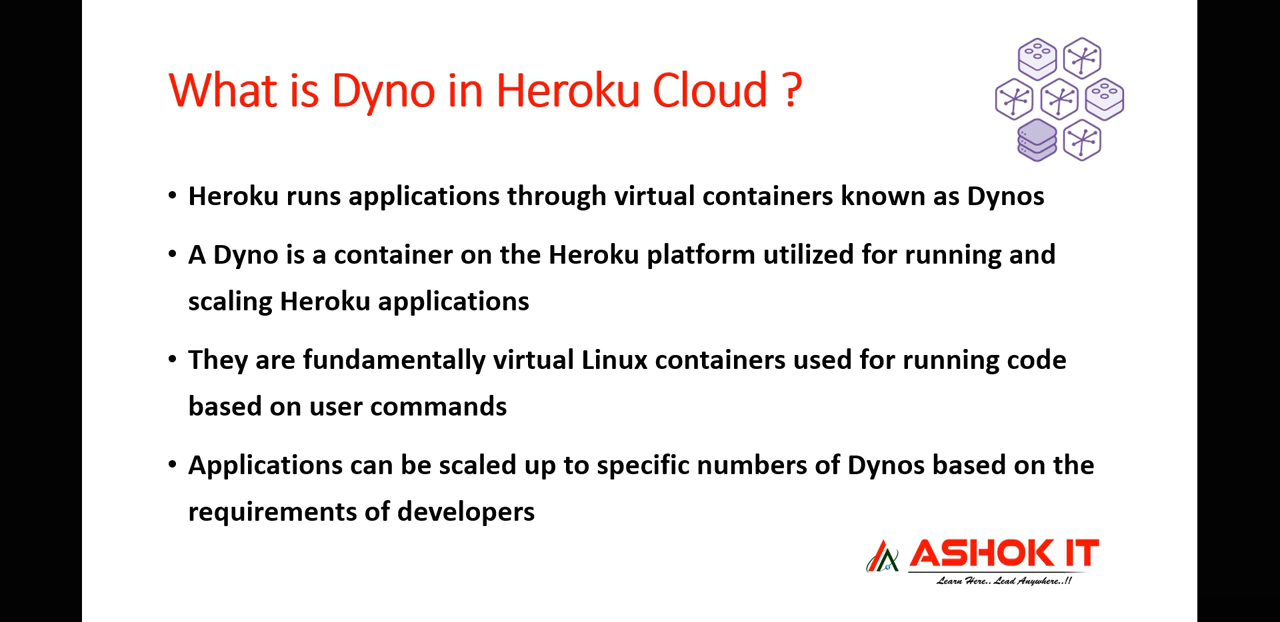 What is Dyno in Heroku Cloud ?
• Heroku runs applications through virtual containers known as Dynos
• A Dyno is a container on the Heroku platform utilized for running and
scaling Heroku applications
• They are fundamentally virtual Linux containers used for running code
based on user commands
• Applications can be scaled up to specific numbers of Dynos based on the
requirements of developers
ASHOK IT
Learn Here.. Lead Anywhere..!!